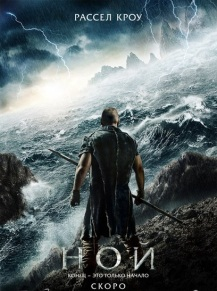 РАССЕЛ КРОУ
НОЙ
КОНЕЦ – ЭТО ТОЛЬКО НАЧАЛО
СКОРО